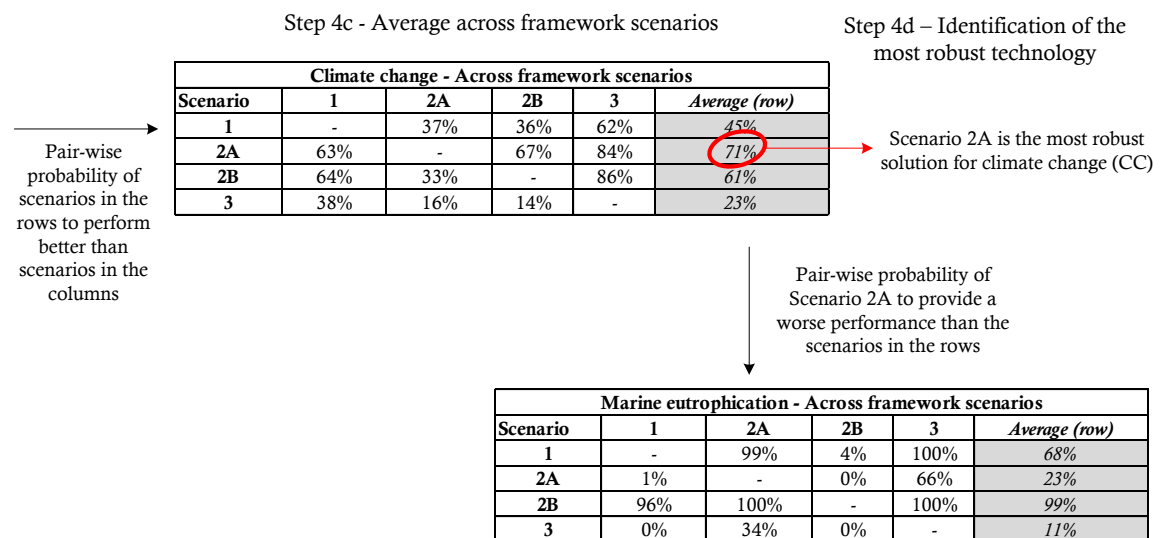 Step 4c - Average across framework scenarios
Step 4d – Identification of the
most robust technology
Climate change - Across framework scenarios
Scenario 1 2A 2B 3 Average (row)
1 - 37% 36% 62% 45%
2A 63% - 67% 84% 71%
2B 64% 33% - 86% 61%
3 38% 16% 14% - 23%
Pair-wise
probability of
scenarios in the
rows to perform
better than
scenarios in the
columns
Scenario 2A is the most robust
solution for climate change (CC)
Pair-wise probability of
Scenario 2A to provide a
worse performance than the
scenarios in the rows
Marine eutrophication - Across framework scenarios
Scenario 1 2A 2B 3 Average (row)
1 - 99% 4% 100% 68%
2A 1% - 0% 66% 23%
2B 96% 100% - 100% 99%
3 0% 34% 0% - 11%